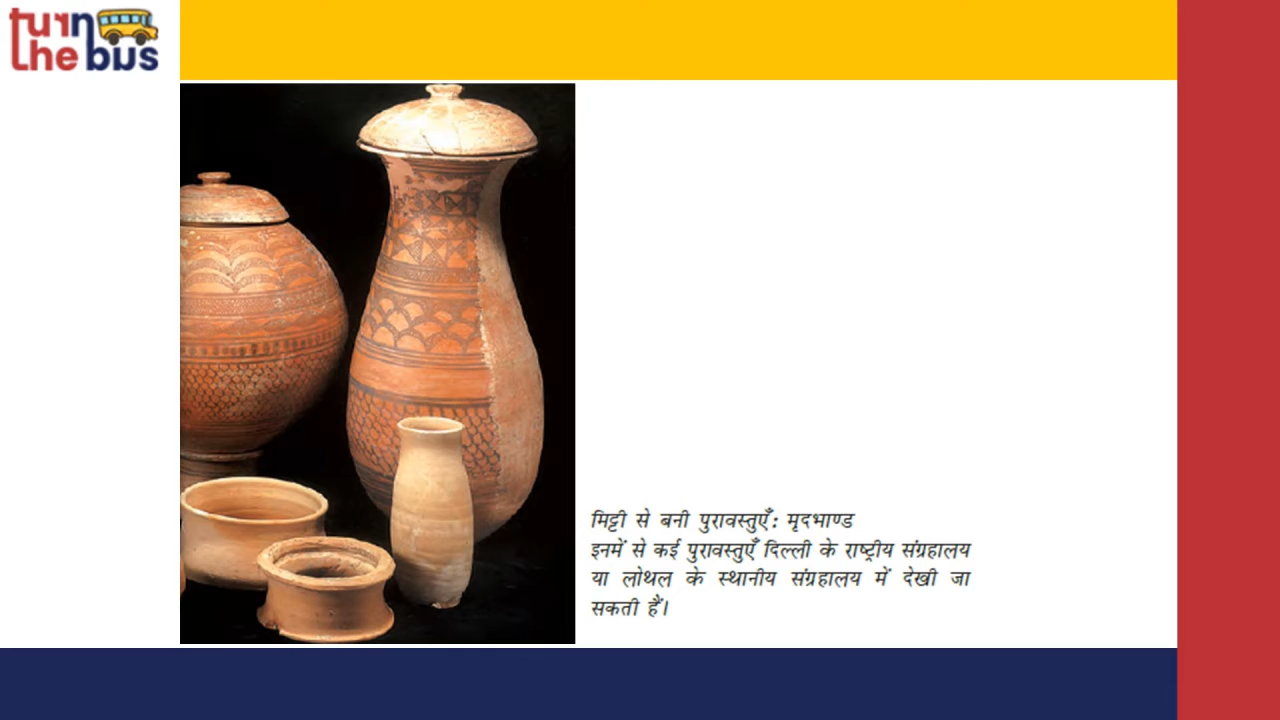 turn
the bus
मिट्टी से बनी पुरावस्तुएँ: मृदभाण्ड
इनमें से कई पुरावस्तुएँ दिल्ली के राष्ट्रीय संग्रहालय
या लोथल के स्थानीय संग्रहालय में देखी जा
सकती हैं।